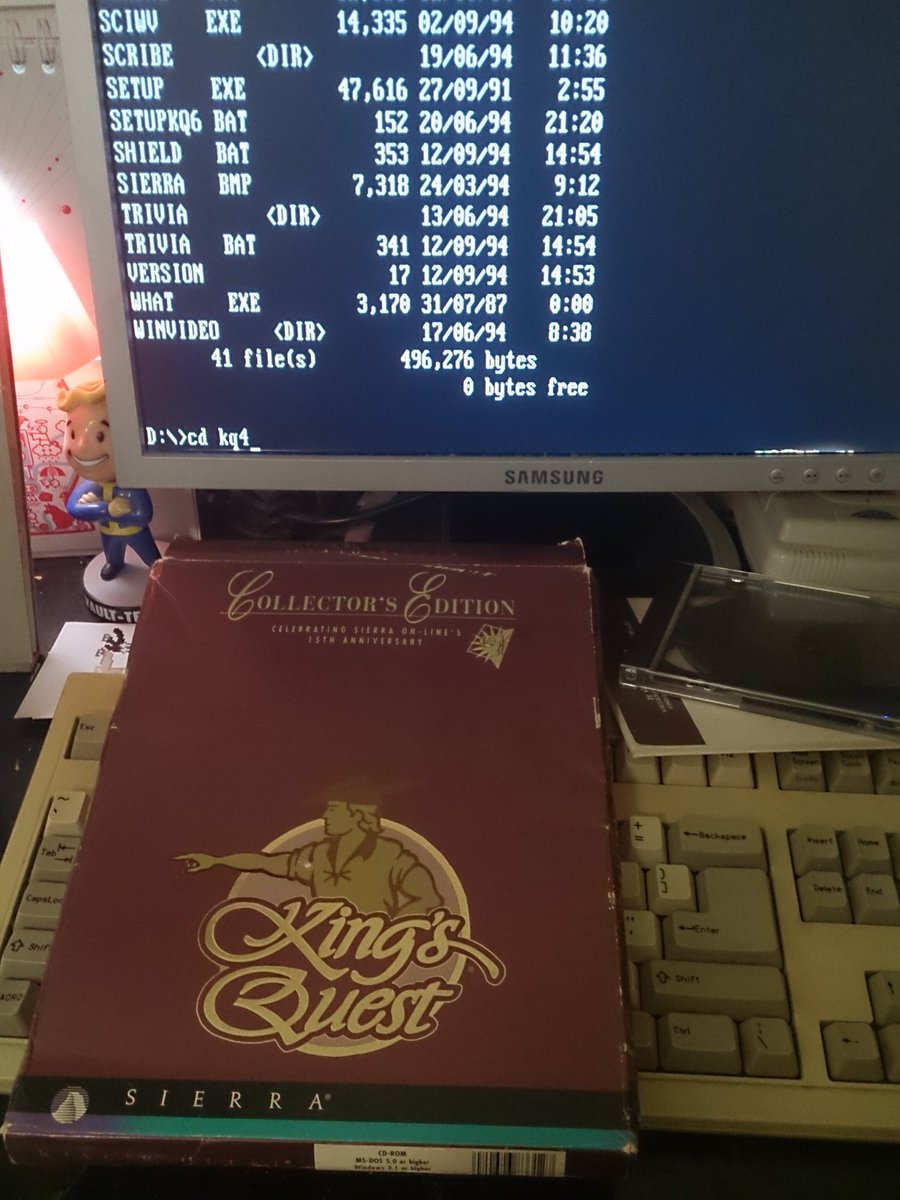 SCIWV EXE 14,335 02/09/94 10:20
SCRIBE <DIR> 19/06/94 11:36
SETUP EXE 47,616 27/09/91 2:55
SETUPKQ6 BAT 152 20/06/94 21:20
SHIELD BAT 353 12/09/94 14:54
SIERRA BMP 7,318 24/03/94 9:12
TRIVIA <DIR> 13/06/94 21:05
TRIVIA BAT 341 12/09/94 14:54
VERSION 17 12/09/94 14:53
WHAT EXE 3,170 31/07/87 0:00
WINVIDEO <DIR> 17/06/94 8:38
41 file(s) 496,276 bytes
0 bytes free
D:\>cd kq4_
SAMSUNG
VAULT-TE
COLLECTOR'S EDITION
CELEBRATING SIERRA ON-LINE'S
15TH ANNIVERSARY
King's
Quest
SIERRA®
CD-ROM
MS-DOS 5.0 or higher
Windows 3.1 or higher
Esc
~
Tab
CapsLoc
Shif
ACRO
+
=
Backspace
}
]
Enter
Shift
Ctrl
|
\
Insert
Home
Delete
End